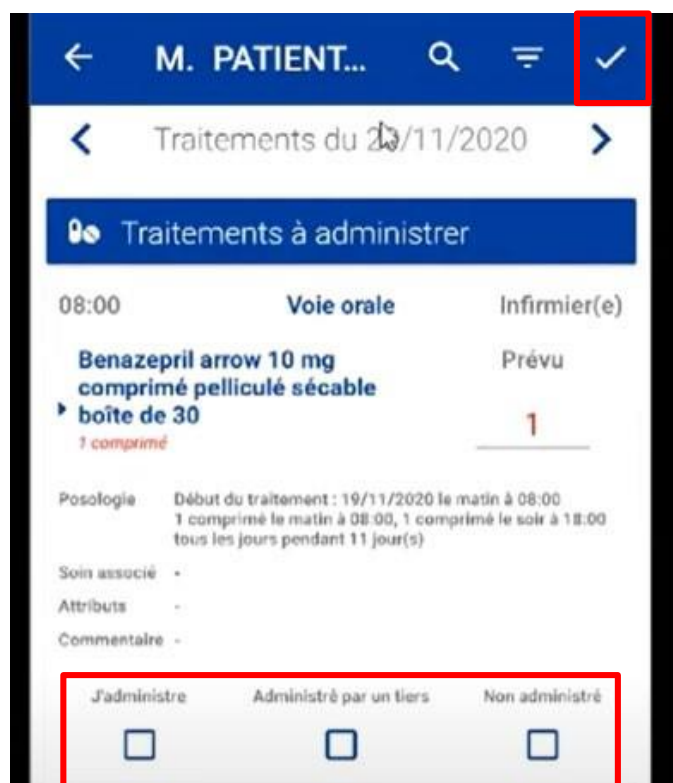 M. PATIENT...
Traitements du 29/11/2020
Traitements à administrer
08:00 Voie orale Infirmier(e)
Benazepril arrow 10 mg Prévu
comprimé pelliculé sécable
boîte de 30 1
1 comprimé
Posologie Début du traitement : 19/11/2020 le matin à 08:00
1 comprimé le matin à 08:00, 1 comprimé le soir à 18:00
tous les jours pendant 11 jour(s)
Soin associé -
Attributs -
Commentaire -
J'administre Administré par un tiers Non administré